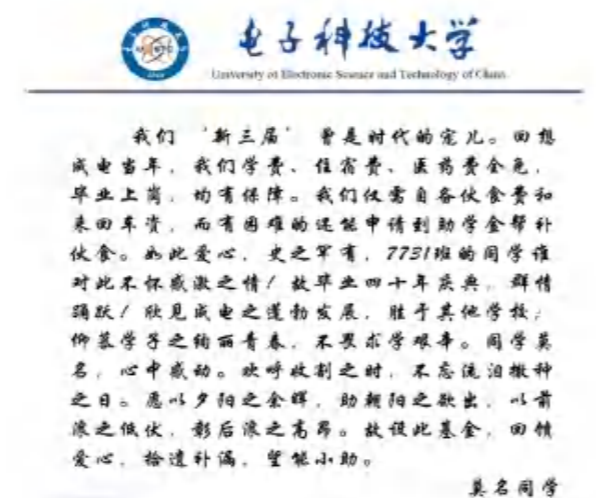 电子科技大学
University of Electronic Science and Technology of China
我们‘新三届’曾是时代的宠儿。回想
成电当年，我们学费、住宿费、医药费全免，
毕业上岗，均有保障。我们仅需自备伙食费和
来回车资，而有困难的还能申请到助学金帮补
伙食。如此爱心，史之罕有，7731班的同学谁
对此不怀感激之情！故毕业四十年庆典，群情
踊跃！欣见成电之蓬勃发展，胜于其他学校；
仰慕学子之绚丽青春，不畏求学艰辛。同学莫
名，心中感动。欢呼收割之时，不忘流泪撒种
之日。愿以夕阳之余晖，助朝阳之欲出，以前
浪之低伏，彰后浪之高昂。故设此基金，回馈
爱心，拾遗补漏，望能小助。
莫名同学